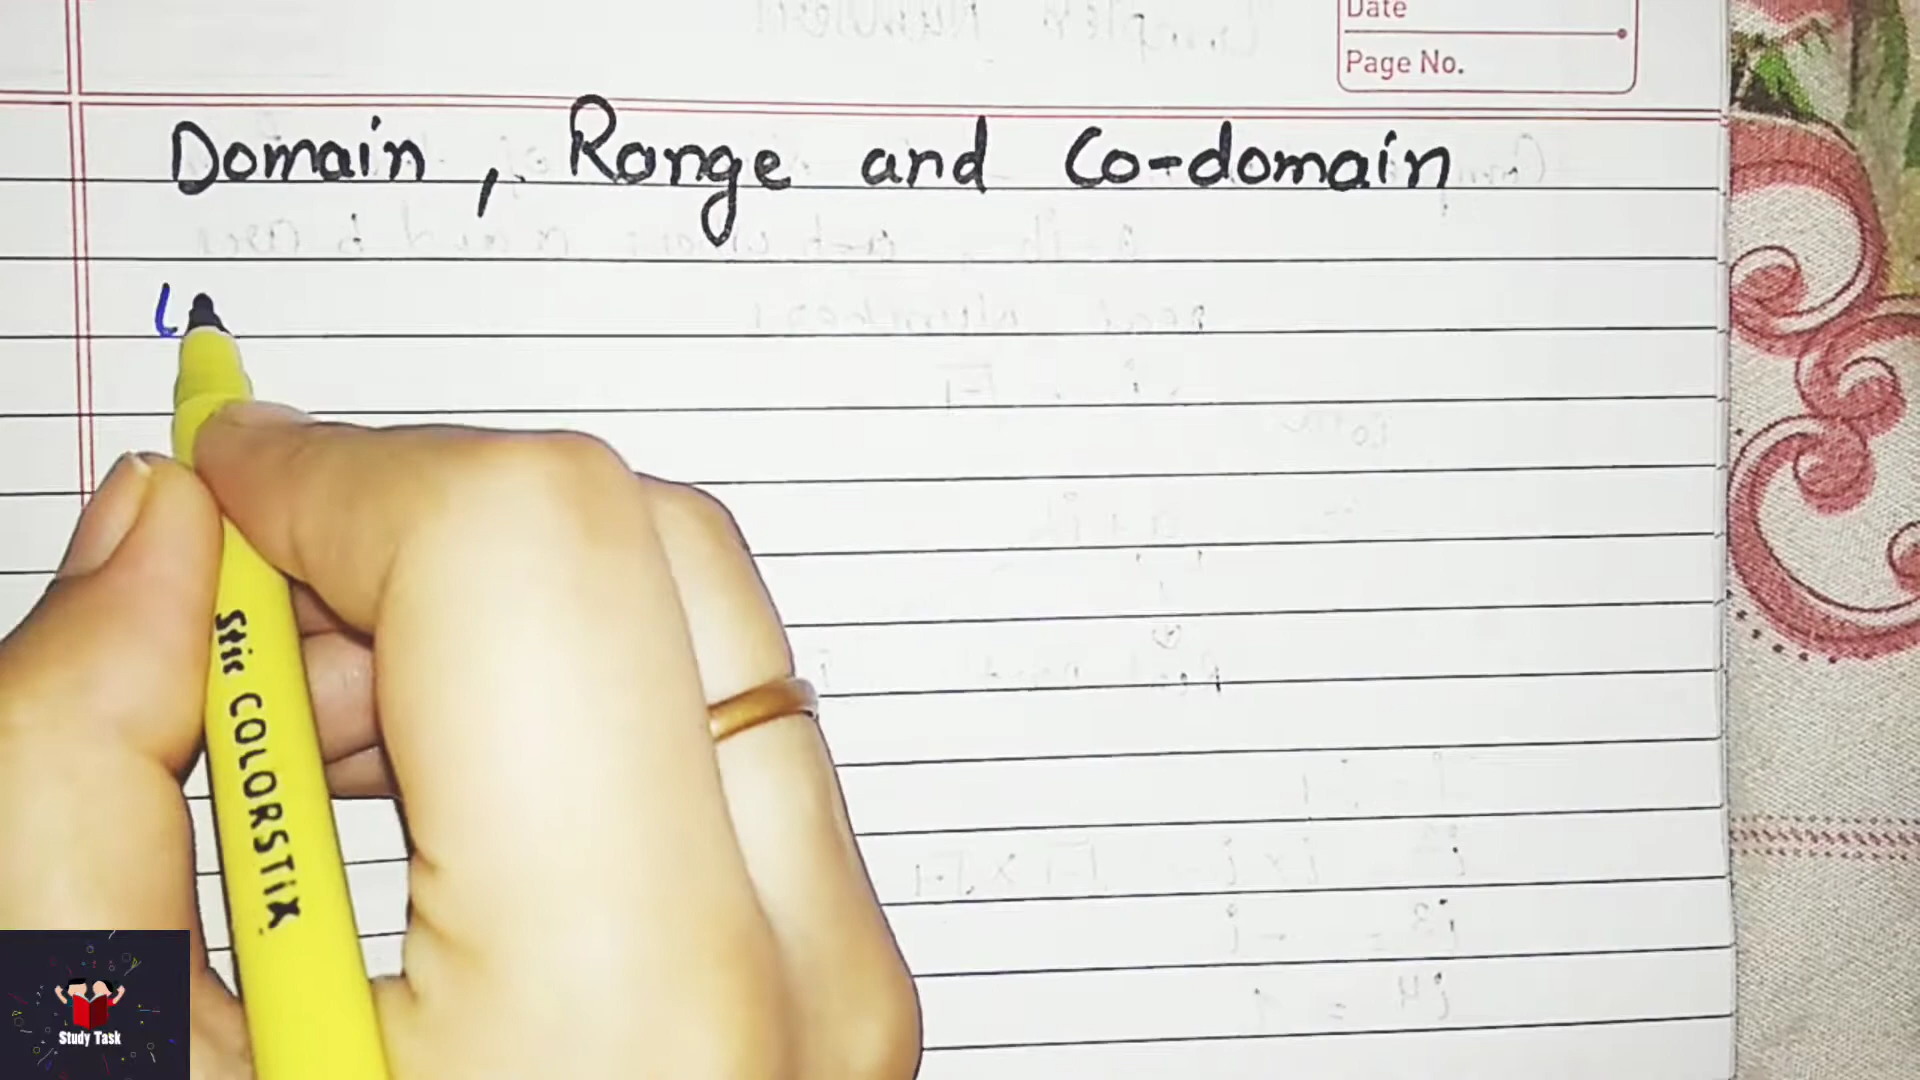 Date
Page No.
Domain, Range and Co-domain
Stic COLORSTIX
Study Task